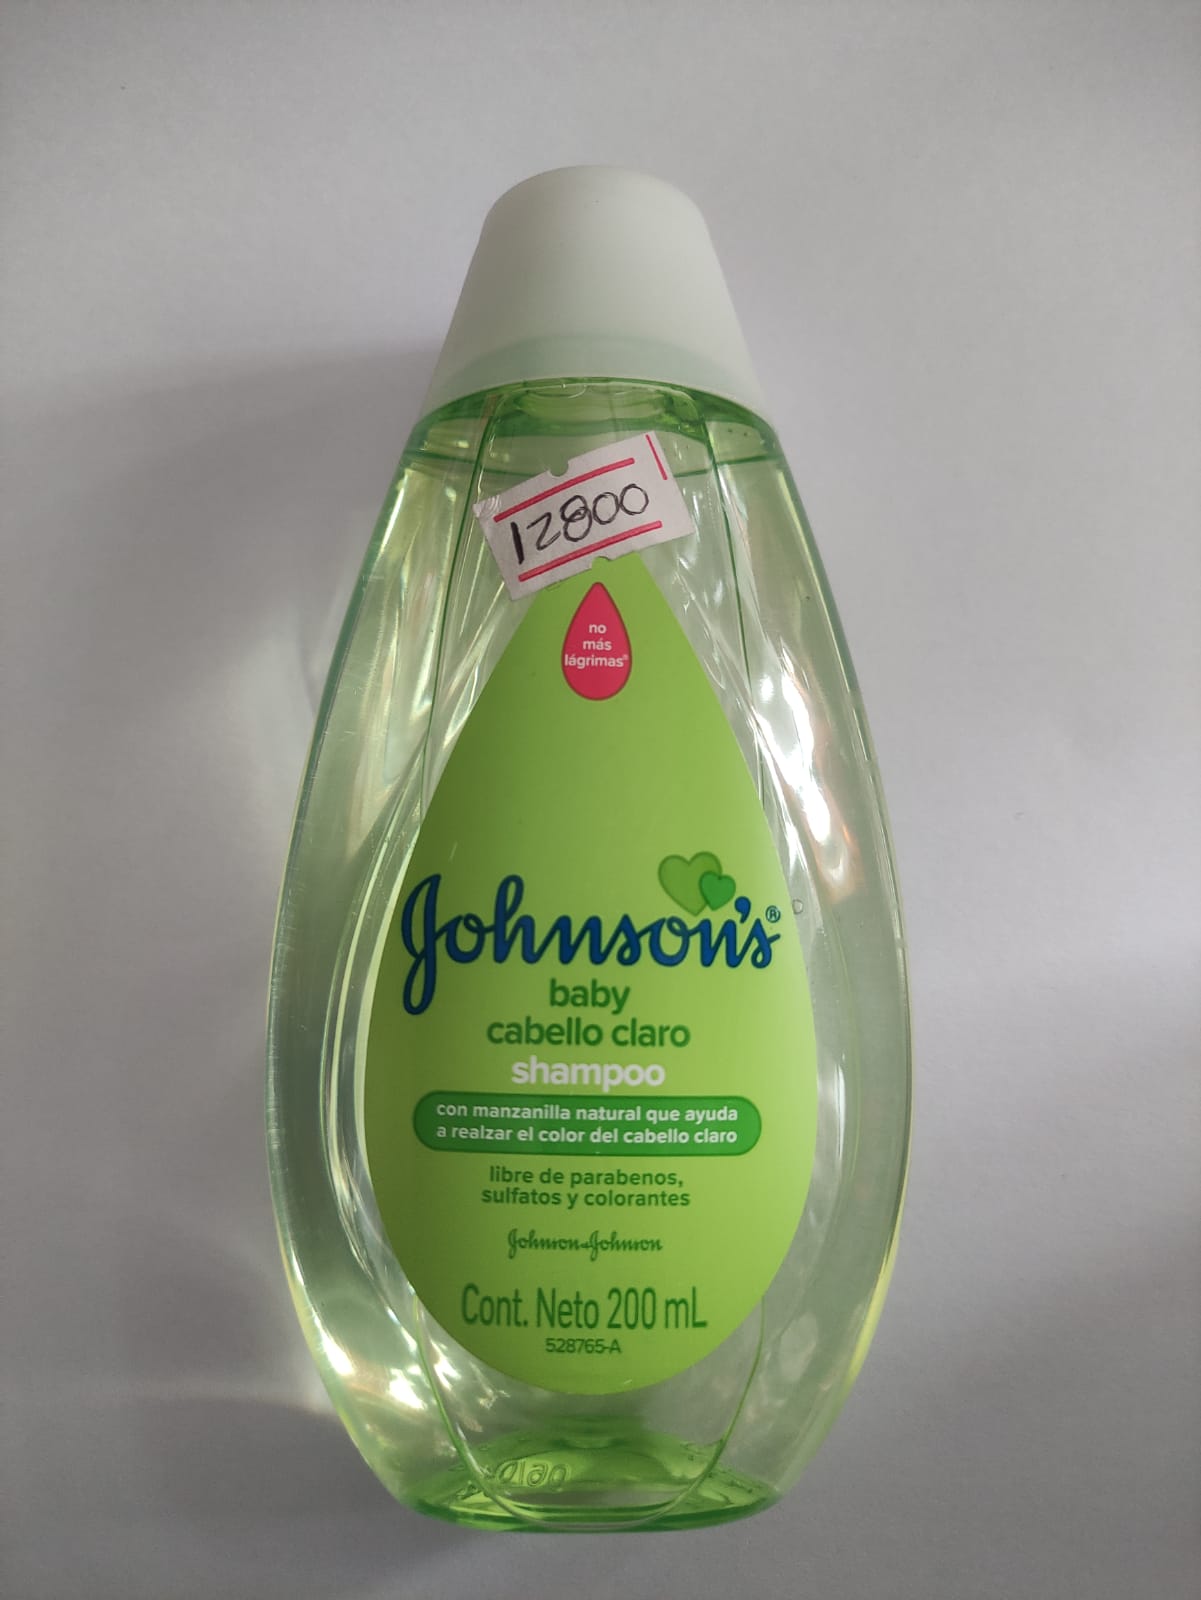 12800
no
más
lágrimas®
Johnson's®
baby
cabello claro
shampoo
con manzanilla natural que ayuda
a realzar el color del cabello claro
libre de parabenos,
sulfatos y colorantes
Johnson & Johnson
Cont. Neto 200 mL
528765-A